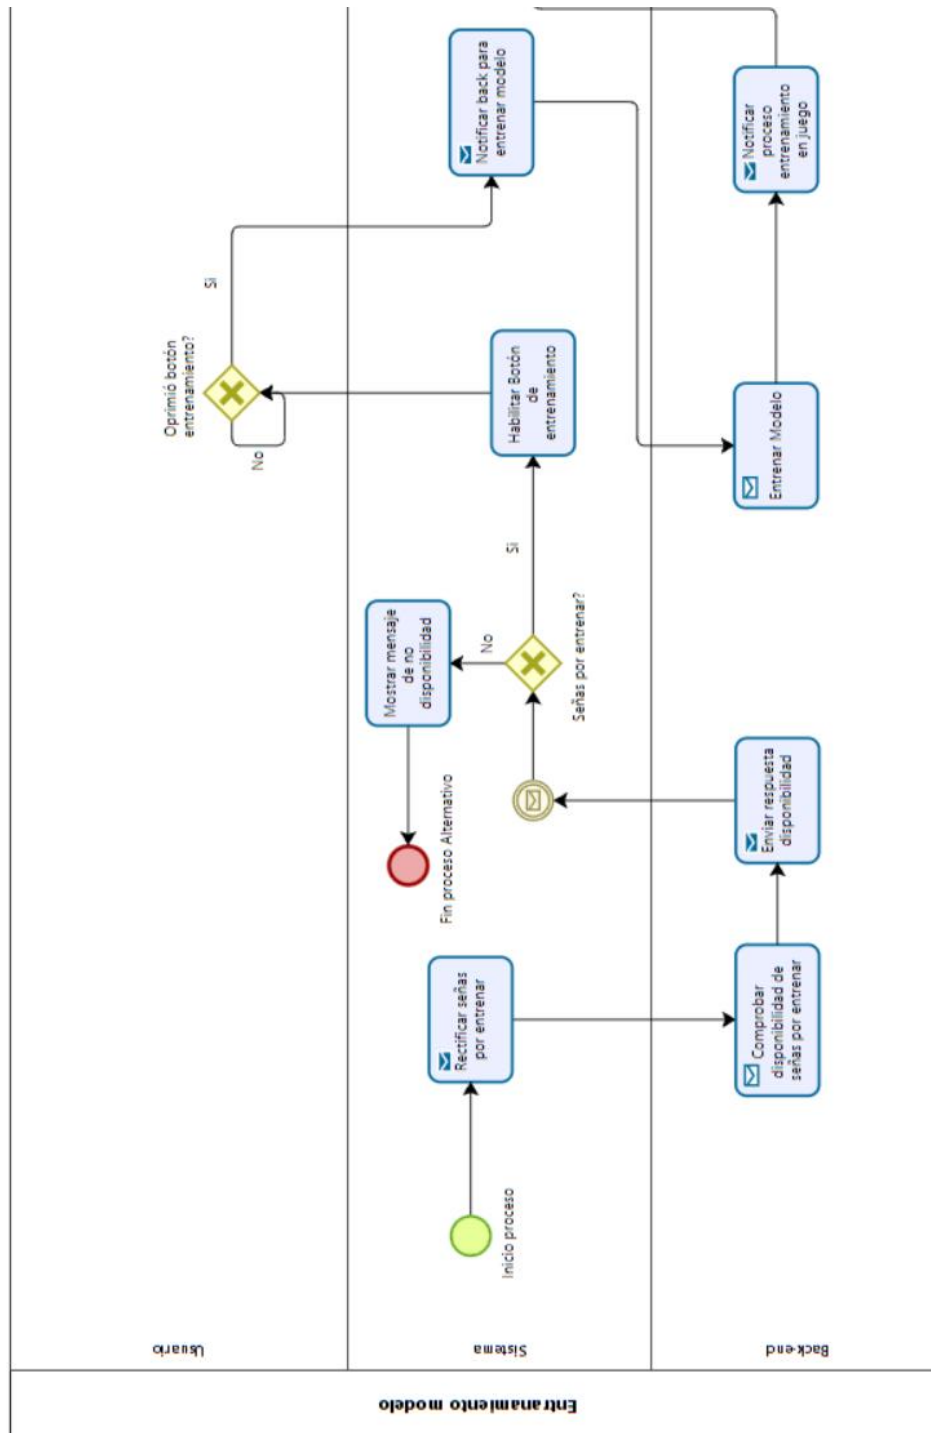 Entranamiento modelo
Usuario
Sistema
Back-end
Inicio proceso
Rectificar señas
por entrenar
Comprobar
disponibilidad de
señas por entrenar
Enviar respuesta
disponibilidad
Señas por entrenar?
No
Mostrar mensaje
de no
disponibilidad
Fin proceso Alternativo
Si
Habilitar Botón
de
entrenamiento
Oprimió botón
entrenamiento?
No
Si
Notificar back para
entrenar modelo
Entrenar Modelo
Notificar
proceso
entrenamiento
en juego